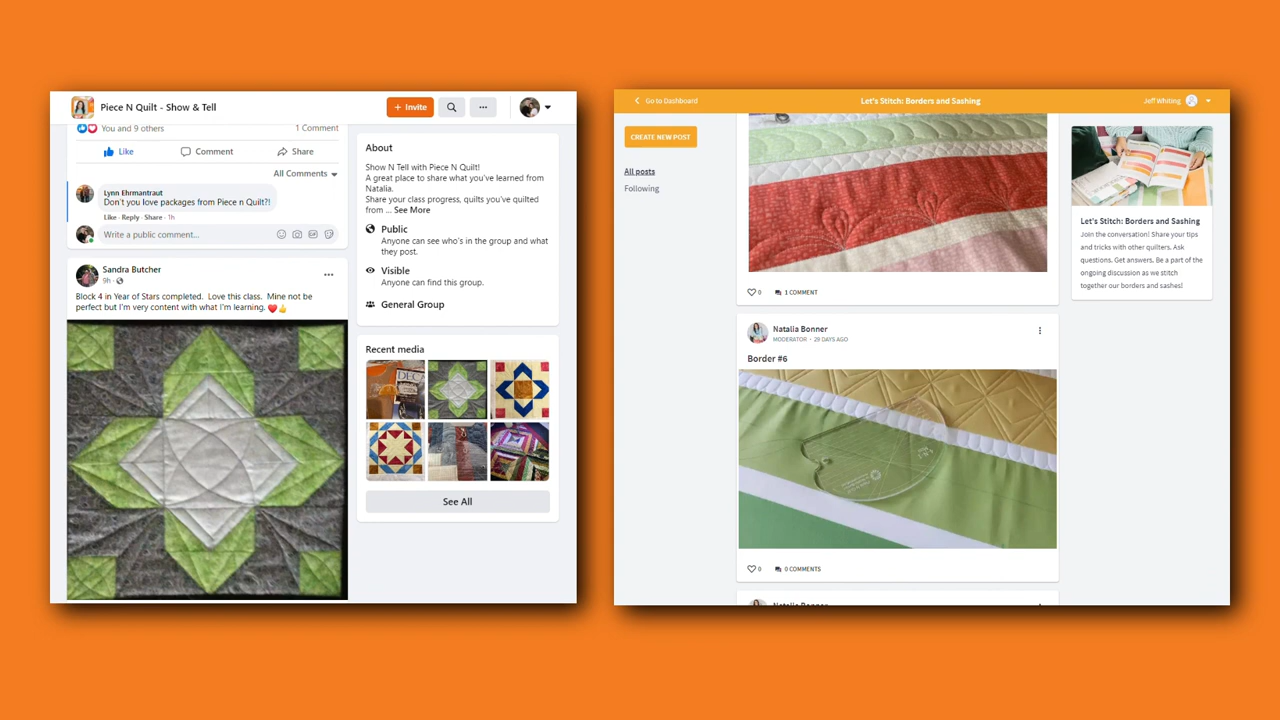 Piece N Quilt - Show & Tell
+ Invite
You and 9 others
1 Comment
Like
Comment
Share
All Comments
Lynn Ehrmantraut
Don't you love packages from Piece n Quilt?!
Like · Reply · Share · 1h
Write a public comment...
Sandra Butcher
9h ·
Block 4 in Year of Stars completed. Love this class. Mine not be
perfect but I'm very content with what I'm learning.
About
Show N Tell with Piece N Quilt!
A great place to share what you've learned from
Natalia.
Share your class progress, quilts you've quilted
from ... See More
Public
Anyone can see who's in the group and what
they post.
Visible
Anyone can find this group.
General Group
Recent media
See All
Go to Dashboard
Let's Stitch: Borders and Sashing
Jeff Whiting
CREATE NEW POST
All posts
Following
0
1 COMMENT
Natalia Bonner
MODERATOR · 29 DAYS AGO
Border #6
0
0 COMMENTS
Natalia Bonner
Let's Stitch: Borders and Sashing
Join the conversation! Share your tips
and tricks with other quilters. Ask
questions. Get answers. Be a part of the
ongoing discussion as we stitch
together our borders and sashes!